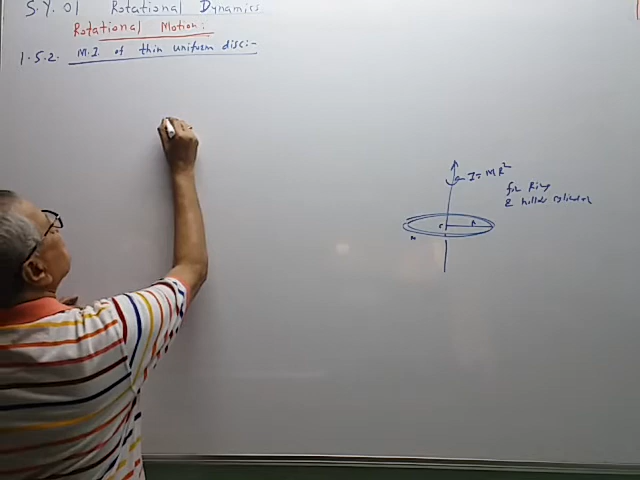 S.Y. 01 Rotational Dynamics
Rotational Motion:
1.5.2. M.I. of thin uniform disc:-
I = MR²
for Ring
& hollow cylinder
C R
M